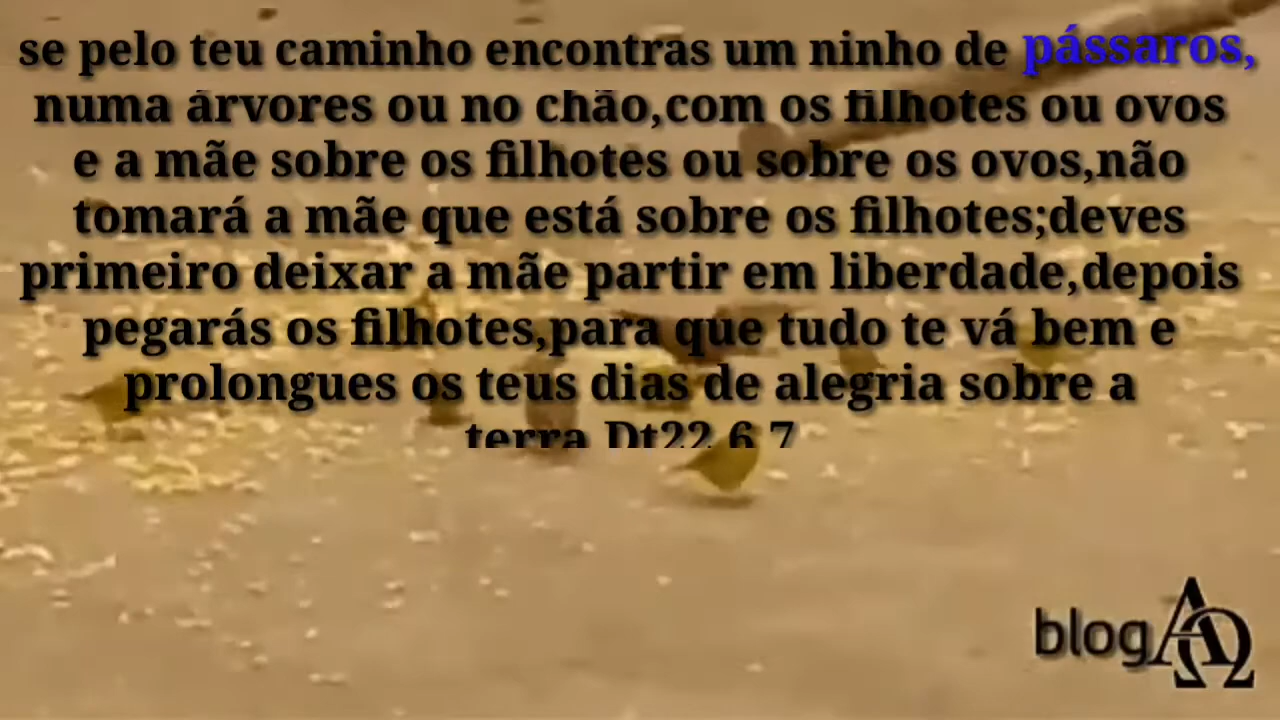 se pelo teu caminho encontras um ninho de pássaros,
numa árvores ou no chão,com os filhotes ou ovos
e a mãe sobre os filhotes ou sobre os ovos,não
tomará a mãe que está sobre os filhotes;deves
primeiro deixar a mãe partir em liberdade,depois
pegarás os filhotes,para que tudo te vá bem e
prolongues os teus dias de alegria sobre a
terra Dt22,6,7
blog ΑΩ